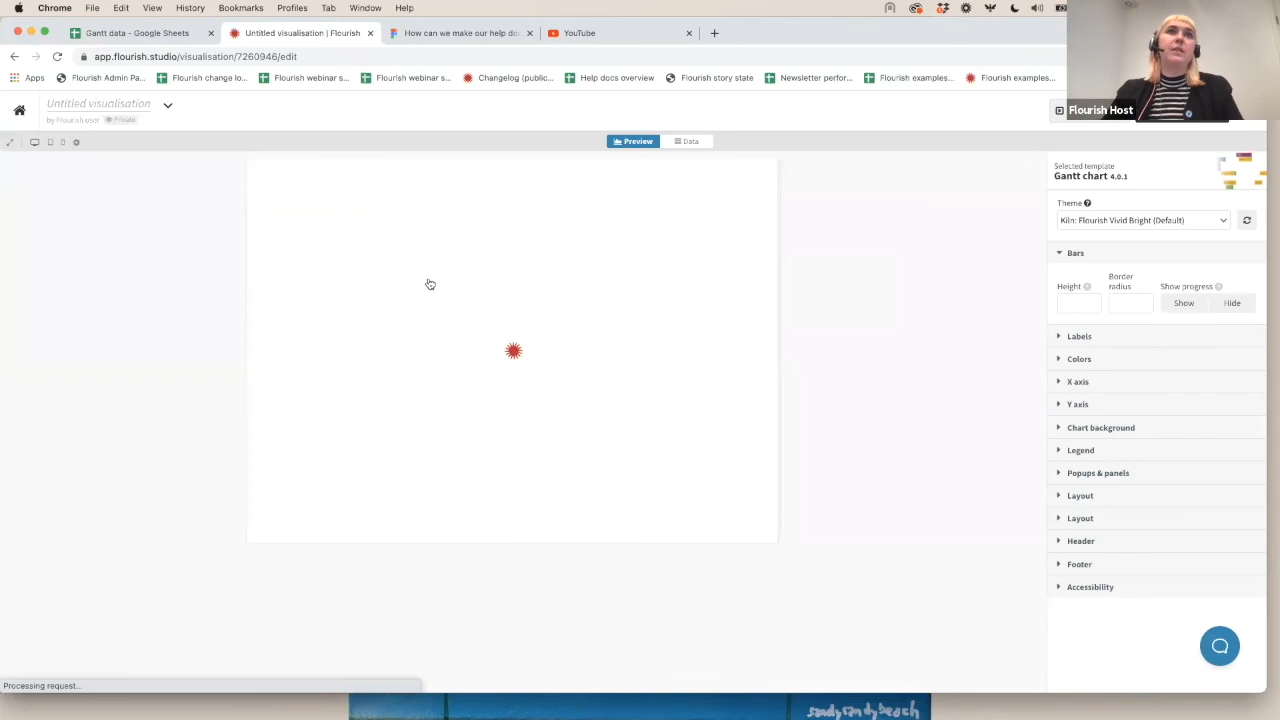 Chrome File Edit View History Bookmarks Profiles Tab Window Help
Gantt data - Google Sheets
Untitled visualisation | Flourish
How can we make our help do
YouTube
app.flourish.studio/visualisation/7260946/edit
Apps
Flourish Admin Pa...
Flourish change lo...
Flourish webinar s...
Flourish webinar s...
Changelog (public...
Help docs overview
Flourish story state
Newsletter perfor...
Flourish examples...
Flourish examples...
Flourish Host
Untitled visualisation
by Flourish user Private
Preview Data
Selected template
Gantt chart 4.0.1
Theme
Kiln: Flourish Vivid Bright (Default)
Bars
Height
Border radius
Show progress
Show Hide
Labels
Colors
X axis
Y axis
Chart background
Legend
Popups & panels
Layout
Layout
Header
Footer
Accessibility
Processing request...
sandysandybeach